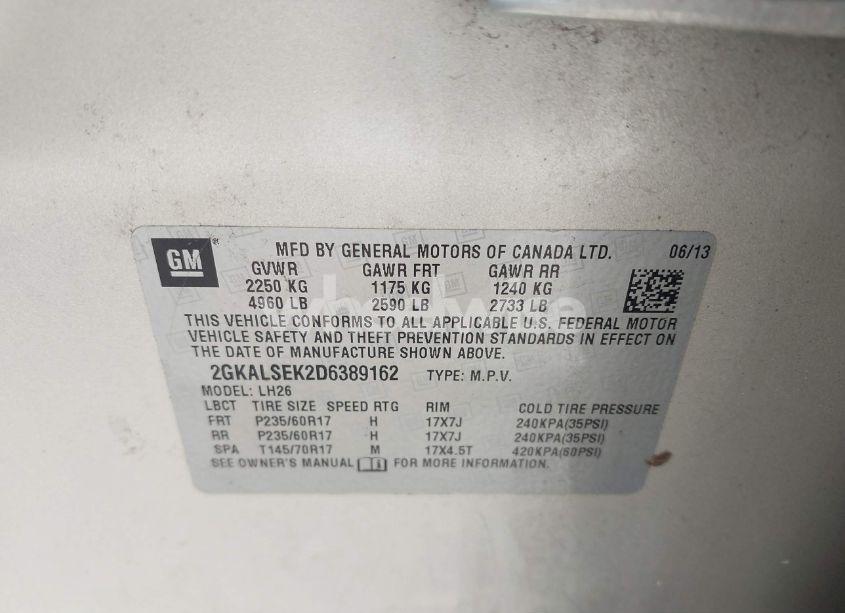 GM
MFD BY GENERAL MOTORS OF CANADA LTD. 06/13
GVWR GAWR FRT GAWR RR
2250 KG 1175 KG 1240 KG
4960 LB 2590 LB 2733 LB
THIS VEHICLE CONFORMS TO ALL APPLICABLE U.S. FEDERAL MOTOR
VEHICLE SAFETY AND THEFT PREVENTION STANDARDS IN EFFECT ON
THE DATE OF MANUFACTURE SHOWN ABOVE.
2GKALSEK2D6389162 TYPE: M.P.V.
MODEL: LH26
LBCT TIRE SIZE SPEED RTG RIM COLD TIRE PRESSURE
FRT P235/60R17 H 17X7J 240KPA(35PSI)
RR P235/60R17 H 17X7J 240KPA(35PSI)
SPA T145/70R17 M 17X4.5T 420KPA(60PSI)
SEE OWNER'S MANUAL FOR MORE INFORMATION.